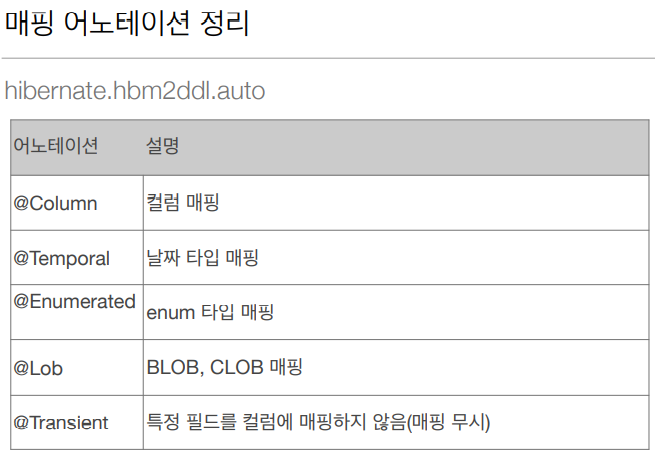 매핑 어노테이션 정리
hibernate.hbm2ddl.auto
어노테이션 설명
@Column 컬럼 매핑
@Temporal 날짜 타입 매핑
@Enumerated enum 타입 매핑
@Lob BLOB, CLOB 매핑
@Transient 특정 필드를 컬럼에 매핑하지 않음(매핑 무시)